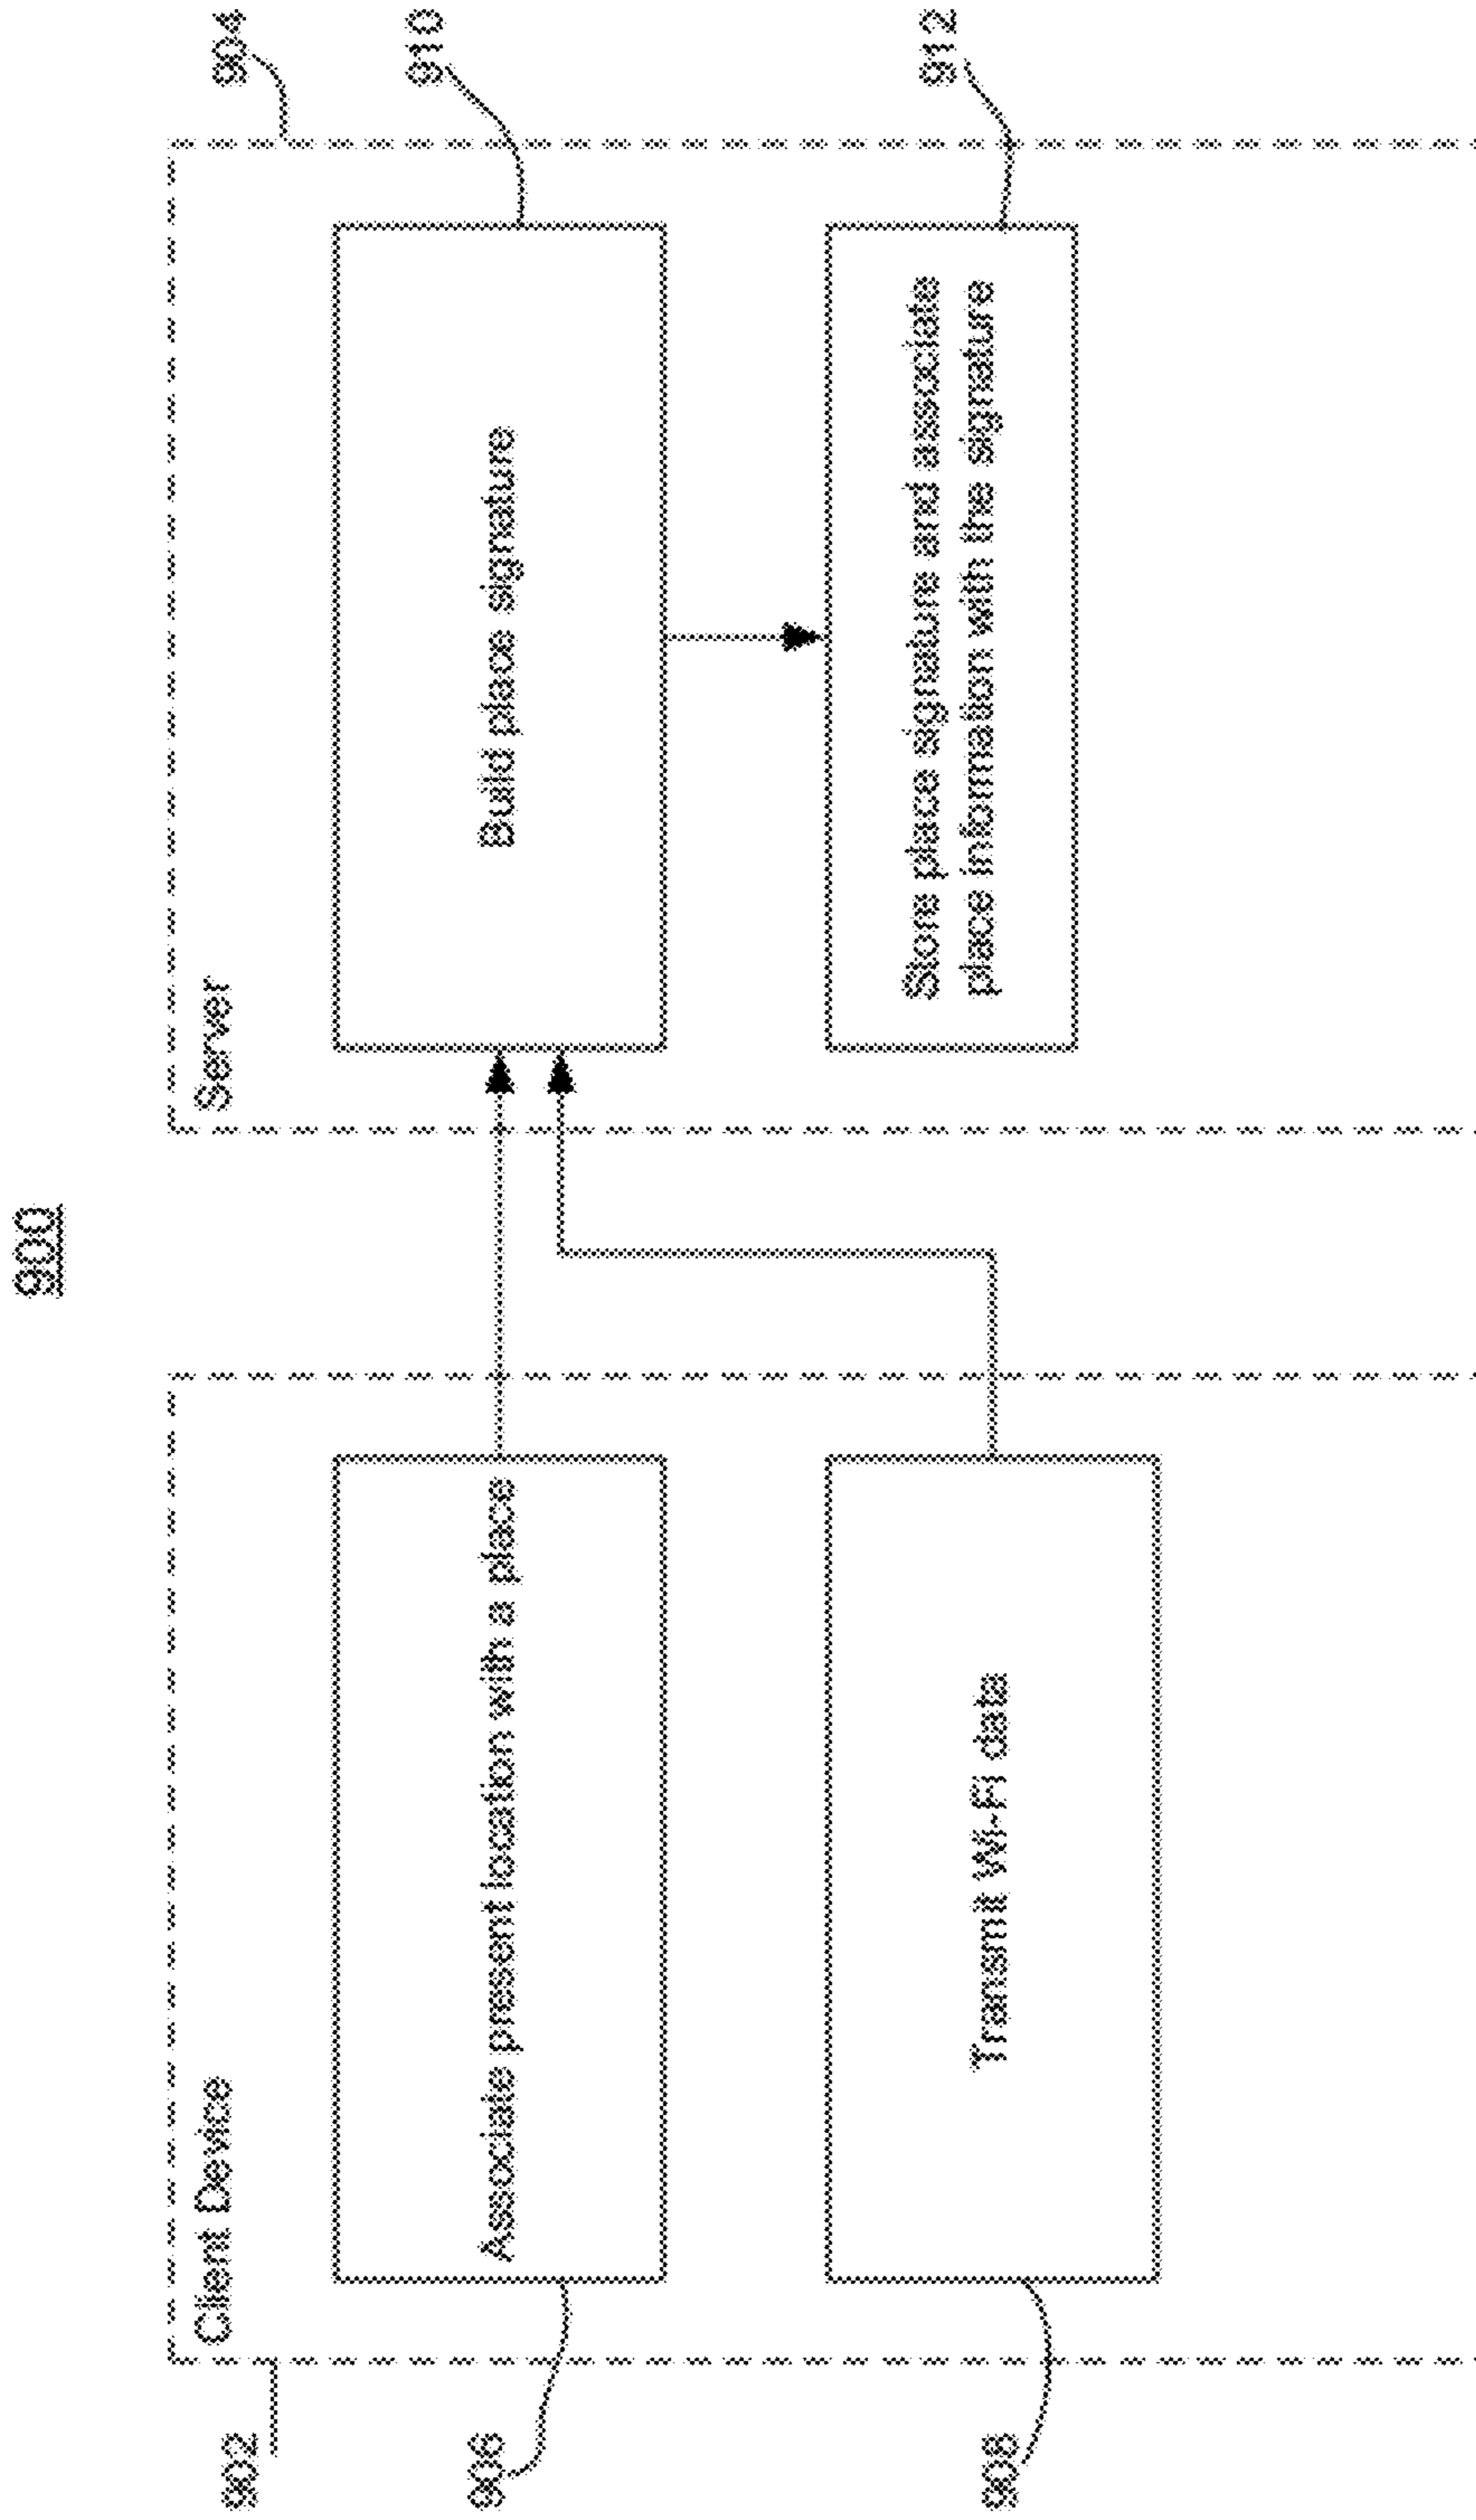 900
Client Device
Server
902
904
906
Associate present location with a place
Build place signature
910
908
Transmit Wi-Fi data
Store place signature and associate
place information with the signature
912